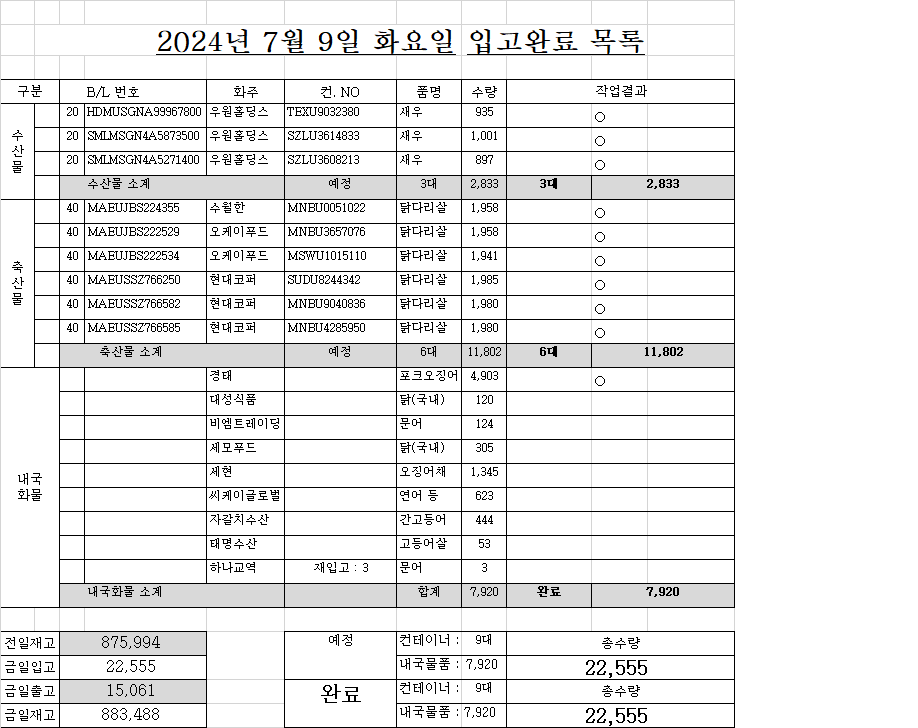 2024년 7월 9일 화요일 입고완료 목록
구분 B/L 번호 화주 컨. NO 품명 수량 작업결과
수산물
20 HDMUSGNA99967800 우원홀딩스 TEXU9032380 새우 935 ○
20 SMLMSGN4A5873500 우원홀딩스 SZLU3614833 새우 1,001 ○
20 SMLMSGN4A5271400 우원홀딩스 SZLU3608213 새우 897 ○
수산물 소계 예정 3대 2,833 3대 2,833
축산물
40 MAEUJBS224355 수월한 MNBU0051022 닭다리살 1,958 ○
40 MAEUJBS222529 오케이푸드 MNBU3657076 닭다리살 1,958 ○
40 MAEUJBS222534 오케이푸드 MSWU1015110 닭다리살 1,941 ○
40 MAEUSSZ766250 현대코퍼 SUDU8244342 닭다리살 1,985 ○
40 MAEUSSZ766582 현대코퍼 MNBU9040836 닭다리살 1,980 ○
40 MAEUSSZ766585 현대코퍼 MNBU4285950 닭다리살 1,980 ○
축산물 소계 예정 6대 11,802 6대 11,802
내국화물
경태 포크오징어 4,903 ○
대성식품 닭(국내) 120
비엠트레이딩 문어 124
세모푸드 닭(국내) 305
세현 오징어채 1,345
씨케이글로벌 연어 등 623
자갈치수산 간고등어 444
태명수산 고등어살 53
하나교역 재입고 : 3 문어 3
내국화물 소계 합계 7,920 완료 7,920
전일재고 875,994 예정 컨테이너 : 9대 총수량
금일입고 22,555 내국물품 : 7,920 22,555
금일출고 15,061 완료 컨테이너 : 9대 총수량
금일재고 883,488 내국물품 : 7,920 22,555